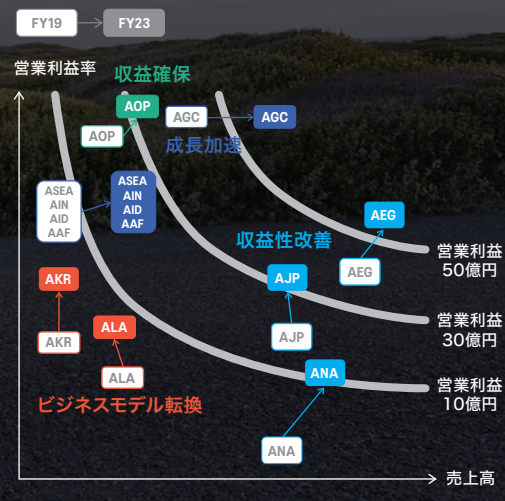 FY19 FY23
営業利益率
収益確保
AOP
AGC
AGC
AOP
成長加速
ASEA
AIN
AID
AAF
ASEA
AIN
AID
AAF
AEG
収益性改善
営業利益
50億円
AEG
AKR
AJP
ALA
営業利益
30億円
AKR
AJP
ALA
ANA
営業利益
10億円
ビジネスモデル転換
ANA
売上高